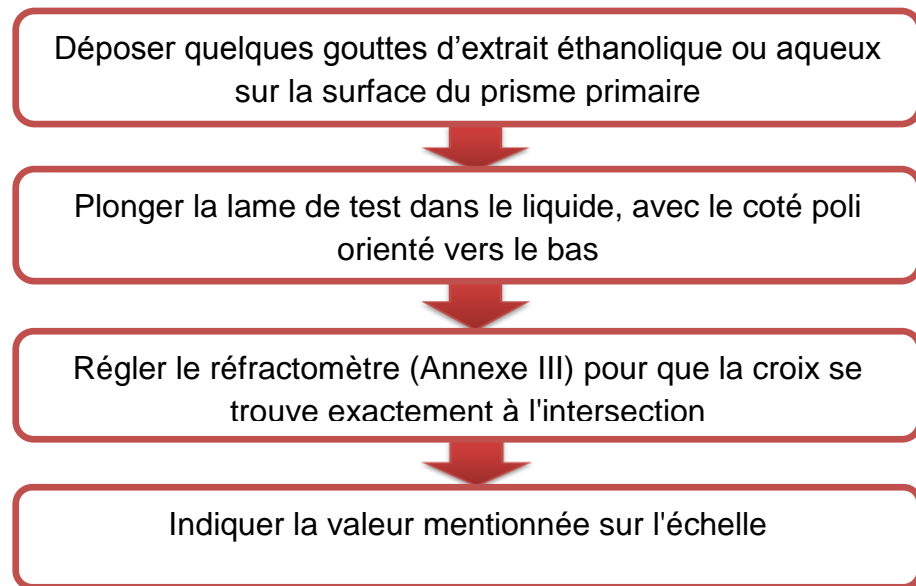 Déposer quelques gouttes d’extrait éthanolique ou aqueux
sur la surface du prisme primaire
Plonger la lame de test dans le liquide, avec le coté poli
orienté vers le bas
Régler le réfractomètre (Annexe III) pour que la croix se
trouve exactement à l'intersection
Indiquer la valeur mentionnée sur l'échelle